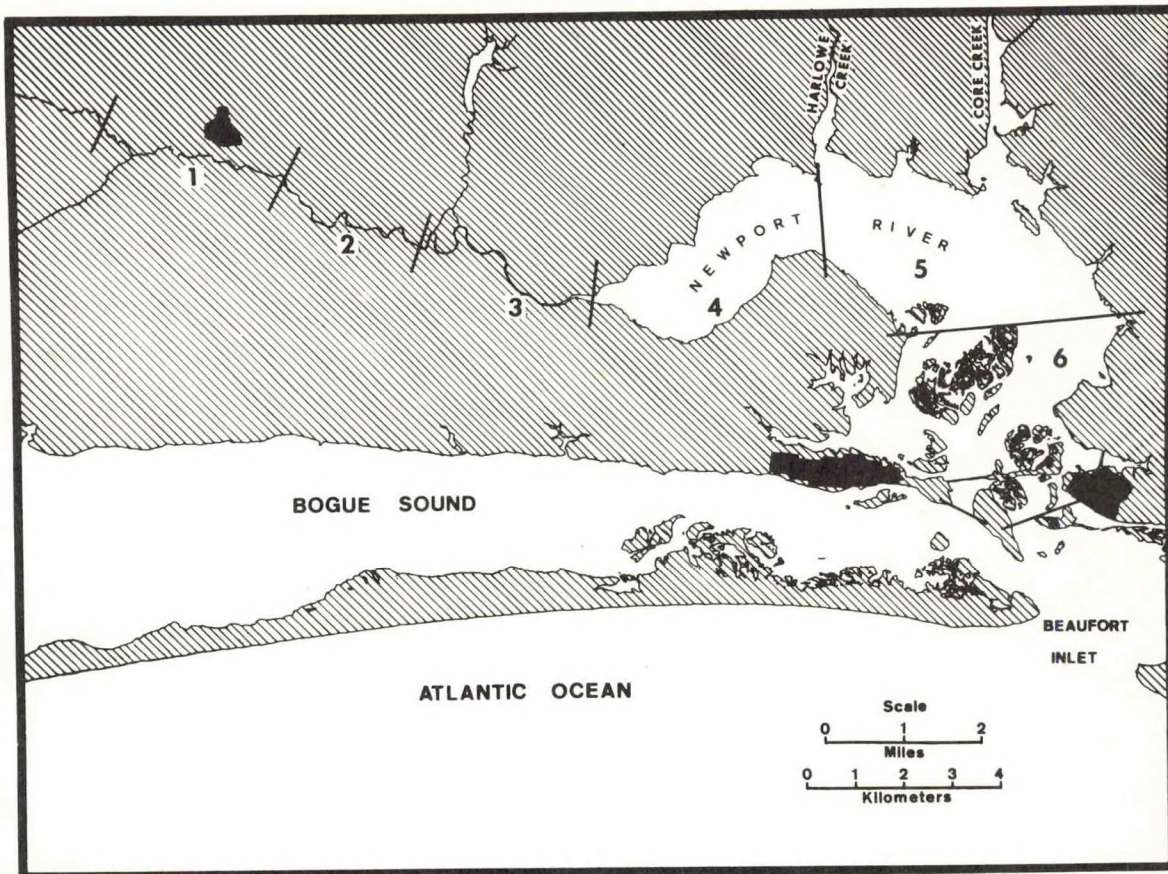 HARLOWE
CREEK
CORE CREEK
1
2
3
NEWPORT
RIVER
4
5
6
BOGUE SOUND
BEAUFORT
INLET
ATLANTIC OCEAN
Scale
0 1 2
Miles
0 1 2 3 4
Kilometers